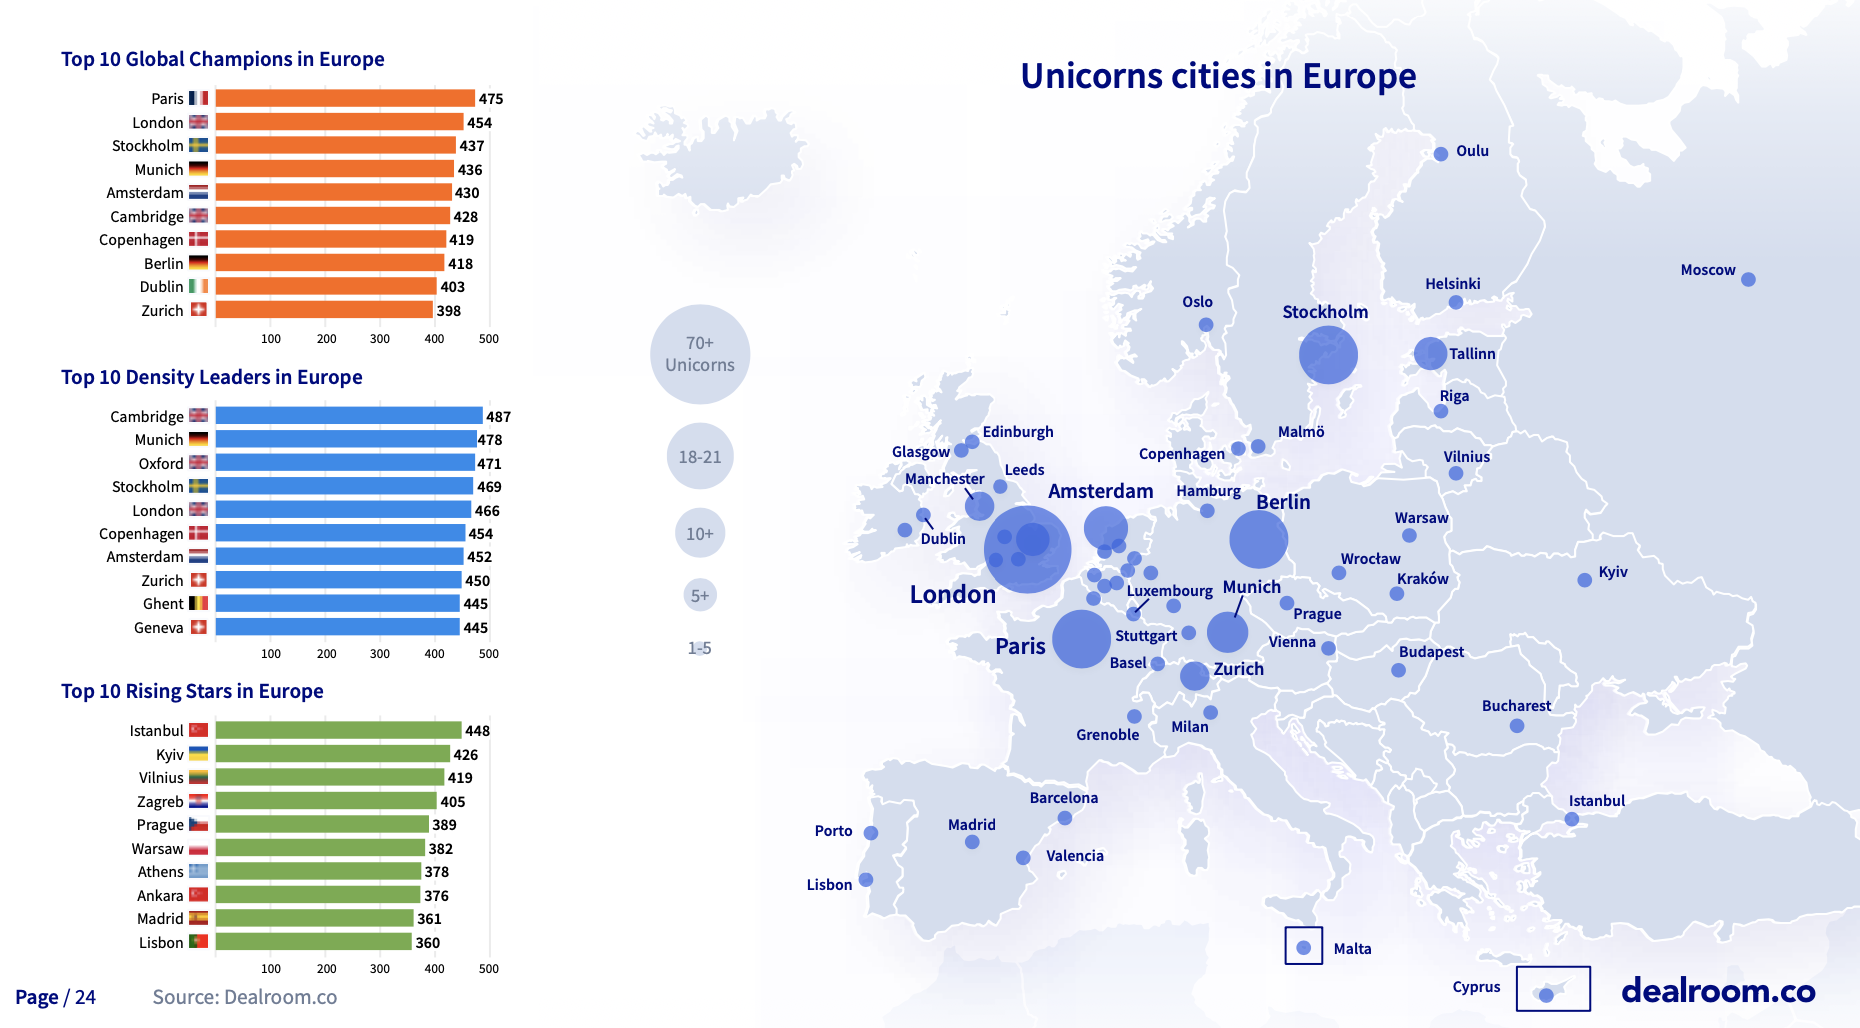 Top 10 Global Champions in Europe
Paris 475
London 454
Stockholm 437
Munich 436
Amsterdam 430
Cambridge 428
Copenhagen 419
Berlin 418
Dublin 403
Zurich 398
100 200 300 400 500
Top 10 Density Leaders in Europe
Cambridge 487
Munich 478
Oxford 471
Stockholm 469
London 466
Copenhagen 454
Amsterdam 452
Zurich 450
Ghent 445
Geneva 445
100 200 300 400 500
Top 10 Rising Stars in Europe
Istanbul 448
Kyiv 426
Vilnius 419
Zagreb 405
Prague 389
Warsaw 382
Athens 378
Ankara 376
Madrid 361
Lisbon 360
100 200 300 400 500
Page / 24
Source: Dealroom.co
Unicorns cities in Europe
70+
Unicorns
18-21
10+
5+
1-5
Oulu
Moscow
Helsinki
Oslo
Stockholm
Tallinn
Riga
Edinburgh
Malmö
Glasgow
Copenhagen
Vilnius
Leeds
Manchester
Amsterdam
Hamburg
Berlin
Warsaw
Dublin
Wrocław
Kyiv
Kraków
London
Luxembourg
Munich
Prague
Paris
Stuttgart
Vienna
Budapest
Basel
Zurich
Bucharest
Milan
Grenoble
Barcelona
Istanbul
Porto
Madrid
Valencia
Lisbon
Malta
Cyprus
dealroom.co